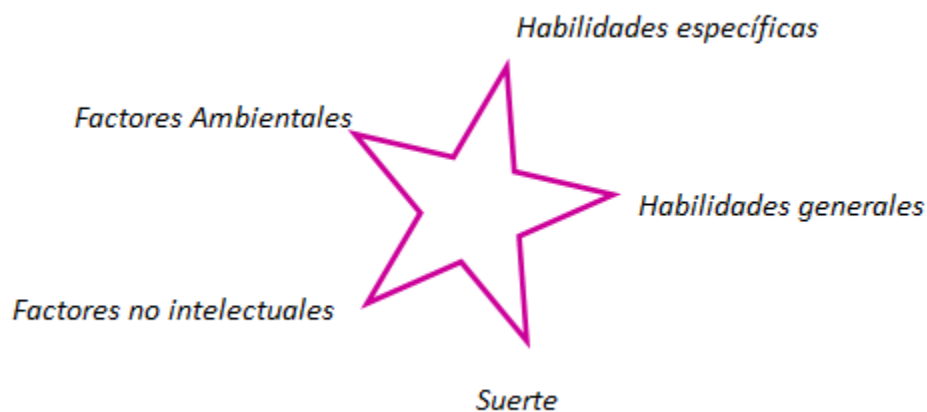 Habilidades específicas
Factores Ambientales
Habilidades generales
Factores no intelectuales
Suerte